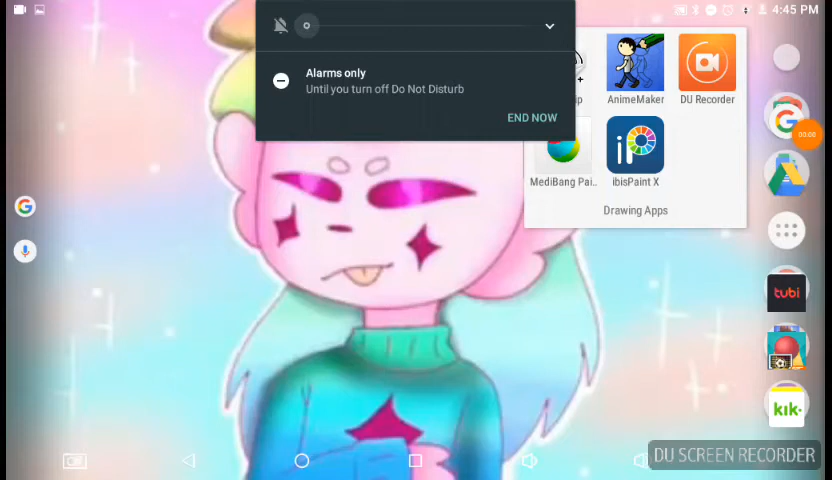 4:45 PM
Alarms only
Until you turn off Do Not Disturb
END NOW
AnimeMaker
DU Recorder
00:00
iP
MediBang Pai..
ibisPaint X
Drawing Apps
tubi
kik
DU SCREEN RECORDER